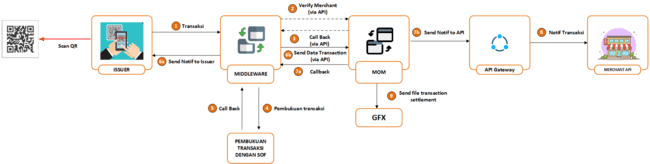 2 Verify Merchant
(via API)
1 Transaksi
3 Call Back
(via API)
7b Send Notif to API
8 Notif Transaksi
Scan QR
6a Send Notif to Issuer
6b Send Data Transaction
(via API)
7a Callback
ISSUER
MIDDLEWARE
MOM
API Gateway
MERCHANT API
9 Send file transaction
settlement
5 Call Back
4 Pembukuan transaksi
GFX
PEMBUKUAN
TRANSAKSI
DENGAN SOF